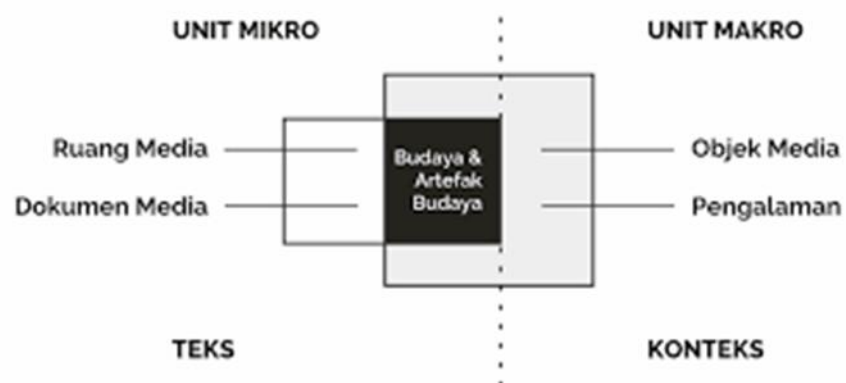 UNIT MIKRO
UNIT MAKRO
Ruang Media
Dokumen Media
Budaya &
Artefak
Budaya
Objek Media
Pengalaman
TEKS
KONTEKS